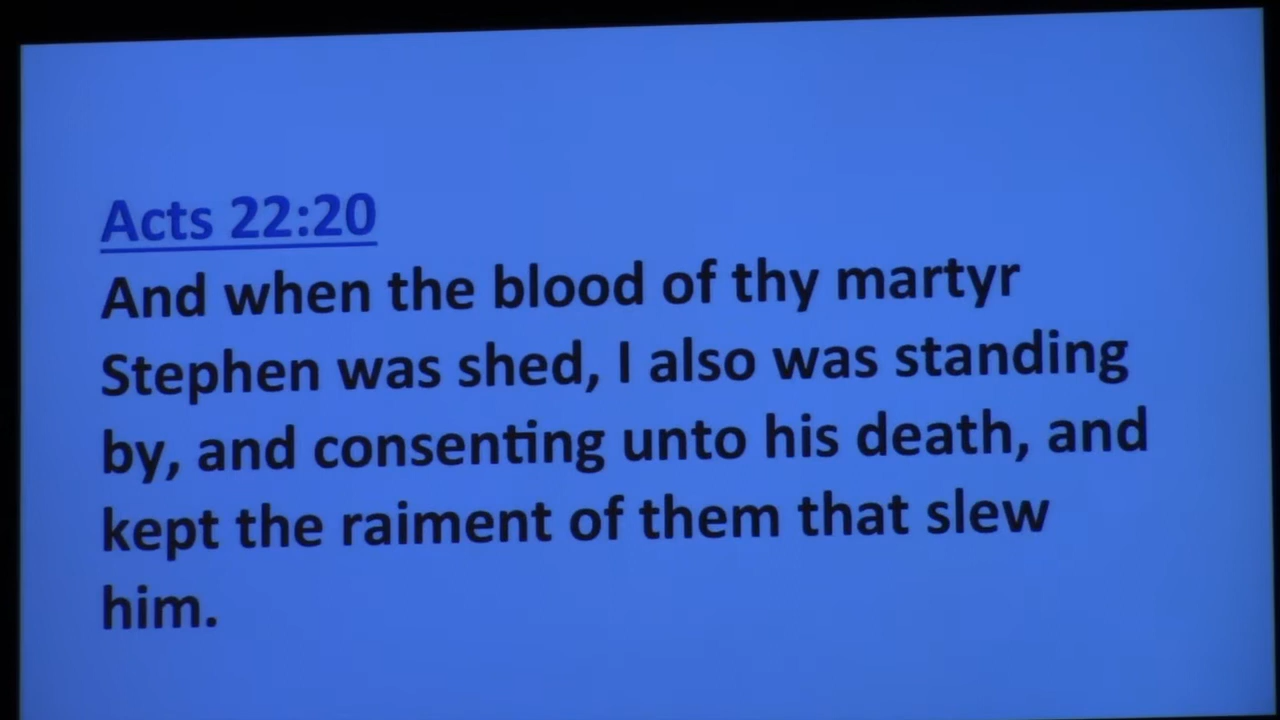 Acts 22:20
And when the blood of thy martyr
Stephen was shed, I also was standing
by, and consenting unto his death, and
kept the raiment of them that slew
him.